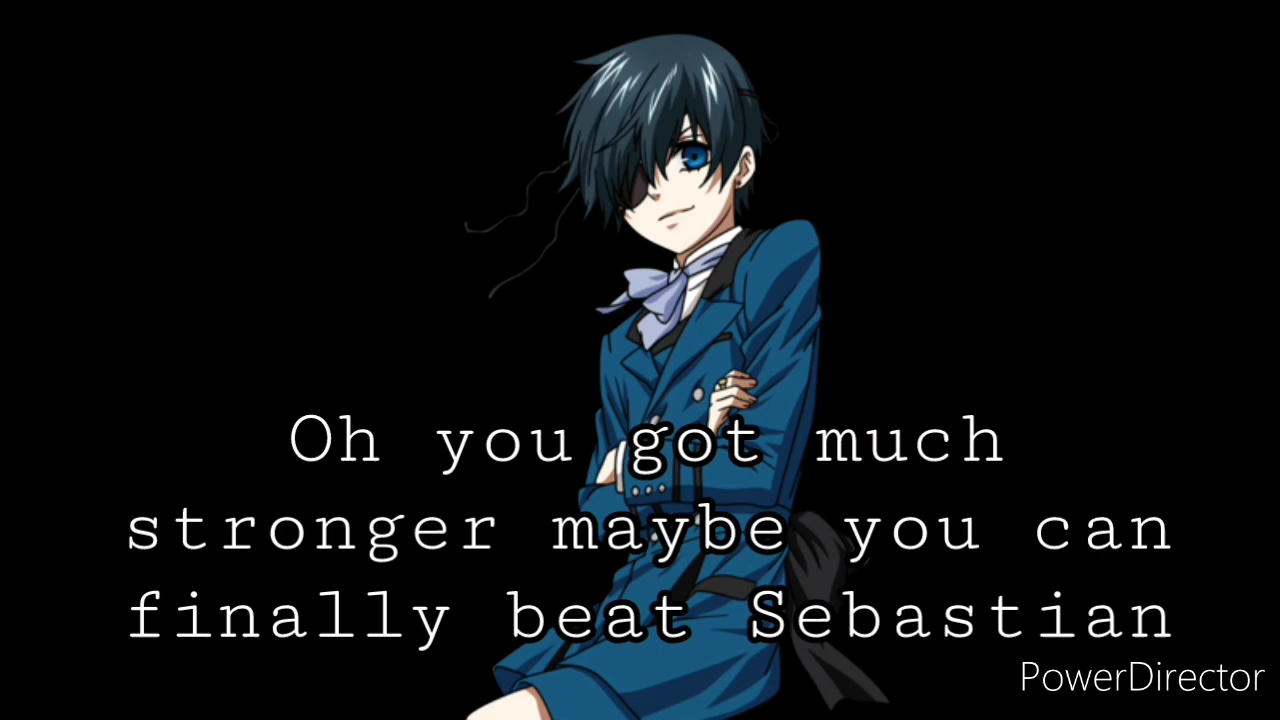 Oh you got much
stronger maybe you can
finally beat Sebastian
PowerDirector